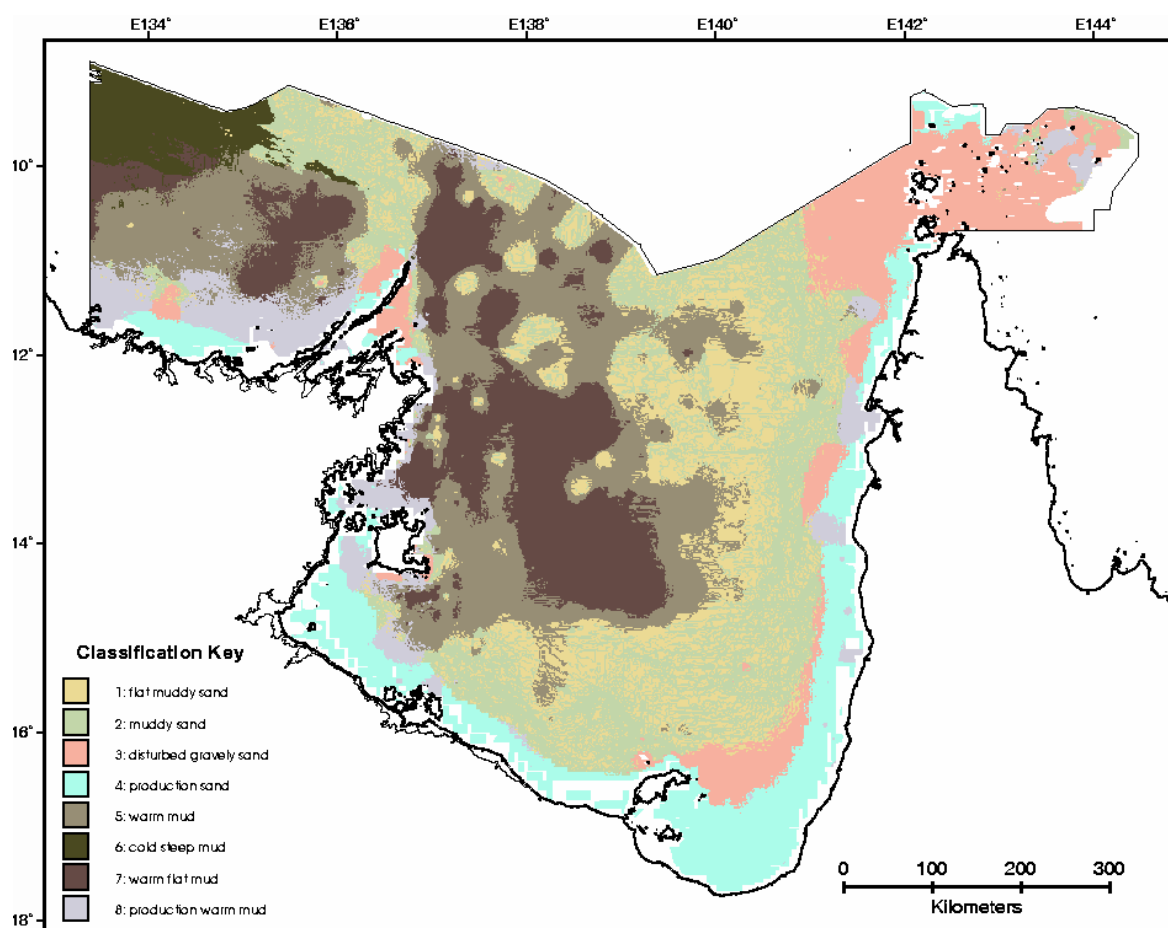 E134° E136° E138° E140° E142° E144°
10°
12°
14°
16°
18°
Classification Key
1: flat muddy sand
2: muddy sand
3: disturbed gravely sand
4: production sand
5: warm mud
6: cold steep mud
7: warm flat mud
8: production warm mud
0 100 200 300
Kilometers